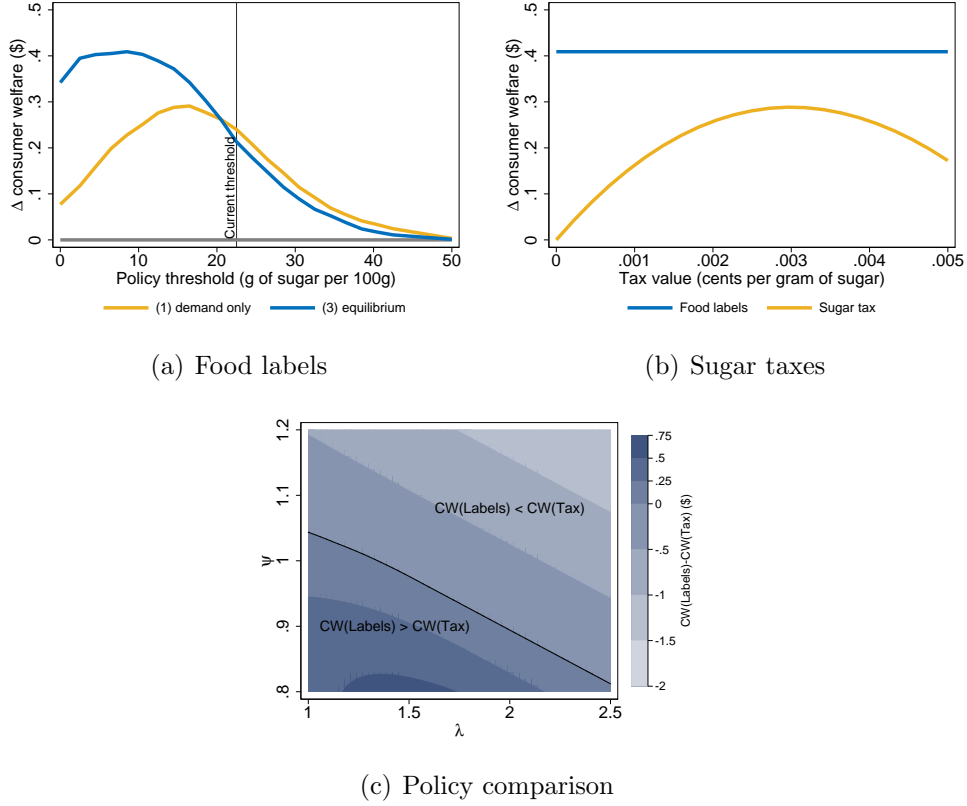 Δ consumer welfare ($)
.5
.4
.3
.2
.1
0
Current threshold
0
10
20
30
40
50
Policy threshold (g of sugar per 100g)
(1) demand only
(3) equilibrium
(a) Food labels
Δ consumer welfare ($)
.5
.4
.3
.2
.1
0
0
.001
.002
.003
.004
.005
Tax value (cents per gram of sugar)
Food labels
Sugar tax
(b) Sugar taxes
ψ
1.2
1.1
1
.9
.8
CW(Labels) < CW(Tax)
CW(Labels) > CW(Tax)
1
1.5
2
2.5
λ
.75
.5
.25
0
-.5
-1
-1.5
-2
CW(Labels)-CW(Tax) ($)
(c) Policy comparison